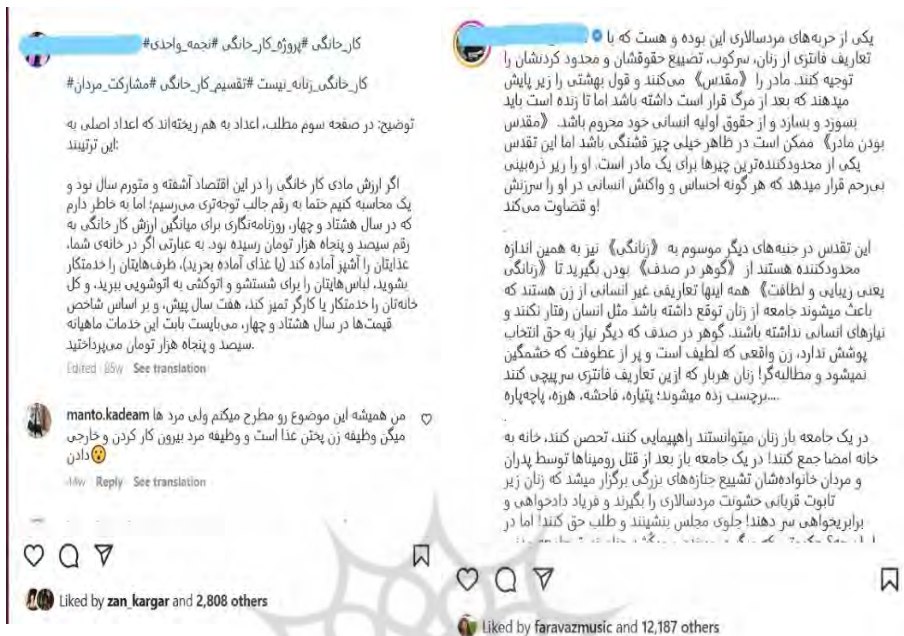 کار_خانگی #پروژه_کار_خانگی #نجمه_واحدی#
کار_خانگی_زنانه_نیست #تقسیم_کار_خانگی #مشارکت_مردان#
توضیح: در صفحه سوم مطلب، اعداد به هم ریخته‌اند که اعداد اصلی به
این ترتیبند:
اگر ارزش مادی کار خانگی را در این اقتصاد آشفته و متورم سال نود و
یک محاسبه کنیم حتما به رقم جالب توجه‌تری می‌رسیم؛ اما به خاطر دارم
که در سال هشتاد و چهار، روزنامه‌نگاری برای میانگین ارزش کار خانگی به
رقم سیصد و پنجاه هزار تومان رسیده بود. به عبارتی اگر در خانه‌ی شما،
غذایتان را آشپز آماده کند (یا غذای آماده بخرید)، ظرف‌هایتان را خدمتکار
بشوید، لباس‌هایتان را برای شستشو و اتوکشی به اتوشویی ببرید، و کل
خانه‌تان را خدمتکار یا کارگر تمیز کند، هفت سال پیش، و بر اساس شاخص
قیمت‌ها در سال هشتاد و چهار، می‌بایست بابت این خدمات ماهیانه
سیصد و پنجاه هزار تومان می‌پرداختید.
Edited · 85w See translation
manto.kadeam من همیشه این موضوع رو مطرح میکنم ولی مرد ها
میگن وظیفه زن پختن غذا است و وظیفه مرد بیرون کار کردن و خارجی
دادن😮
Reply See translation
Liked by zan_kargar and 2,808 others
یکی از حربه‌های مردسالاری این بوده و هست که با
تعاریف فانتزی از زنان، سرکوب، تضییع حقوقشان و محدود کردنشان را
توجیه کنند. مادر را 《مقدس》 می‌کنند و قول بهشتی را زیر پایش
میدهند که بعد از مرگ قرار است داشته باشد اما تا زنده است باید
بسوزد و بسازد و از حقوق اولیه انسانی خود محروم باشد. 《مقدس
بودن مادر》 ممکن است در ظاهر خیلی چیز قشنگی باشد اما این تقدس
یکی از محدودکننده‌ترین چیزها برای یک مادر است. او را زیر ذره‌بینی
بی‌رحم قرار میدهد که هر گونه احساس و واکنش انسانی در او را سرزنش
و قضاوت می‌کند!
.
این تقدس در جنبه‌های دیگر موسوم به 《زنانگی》 نیز به همین اندازه
محدودکننده هستند از 《گوهر در صدف》 بودن بگیرید تا 《زنانگی
یعنی زیبایی و لطافت》 همه اینها تعاریفی غیر انسانی از زن هستند که
باعث میشوند جامعه از زنان توقع داشته باشد مثل انسان رفتار نکنند و
نیازهای انسانی نداشته باشند. گوهر در صدف که دیگر نیاز به حق انتخاب
پوشش ندارد، زن واقعی که لطیف است و پر از عطوفت که خشمگین
نمیشود و مطالبه‌گر! زنان هربار که ازین تعاریف فانتزی سرپیچی کنند
برچسب زده میشوند؛ پتیاره، فاحشه، هرزه، پاچه‌پاره....
.
در یک جامعه باز زنان میتوانستند راهپیمایی کنند، تحصن کنند، خانه به
خانه امضا جمع کنند! در یک جامعه باز بعد از قتل رومیناها توسط پدران
و مردان خانواده‌شان تشییع جنازه‌های بزرگی برگزار میشد که زنان زیر
تابوت قربانی خشونت مردسالاری را بگیرند و فریاد دادخواهی و
برابریخواهی سر دهند! جلوی مجلس بنشینند و طلب حق کنند! اما در
Liked by faravazmusic and 12,187 others